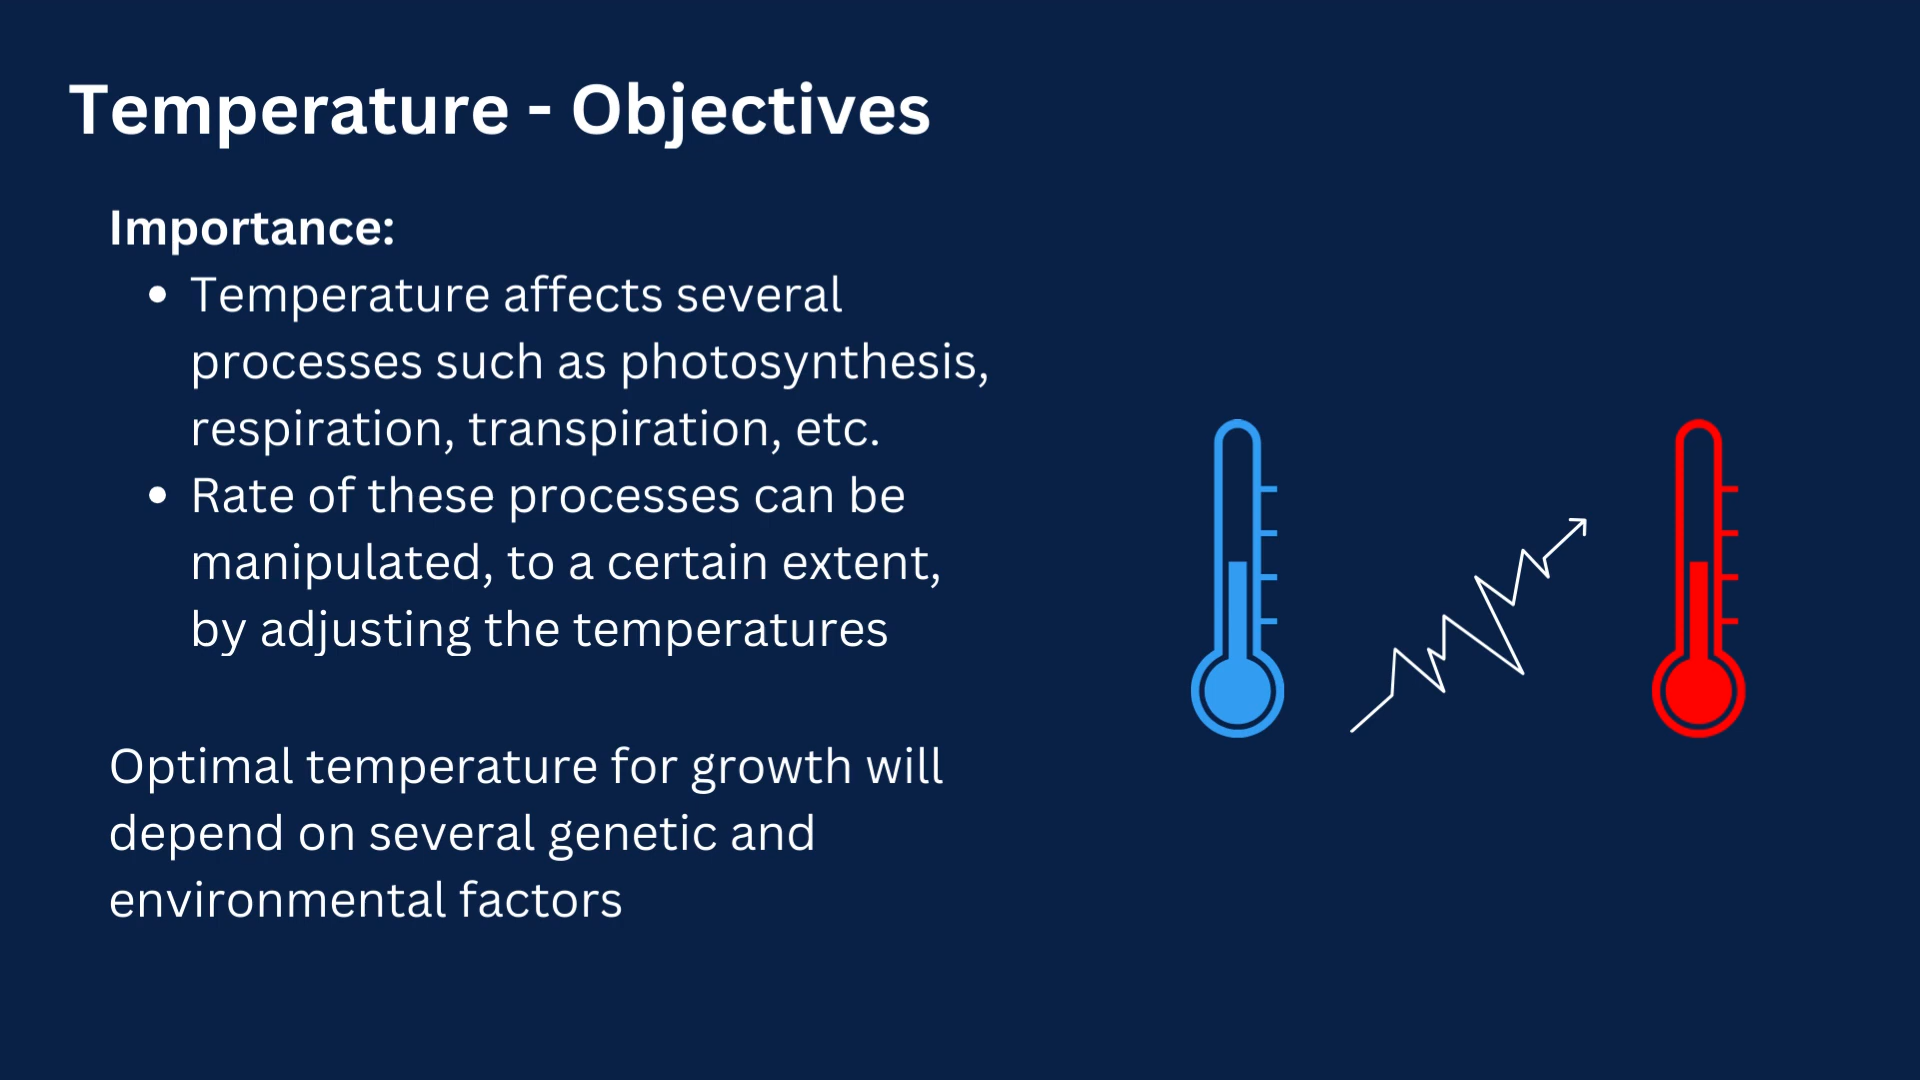 Temperature - Objectives
Importance:
• Temperature affects several
processes such as photosynthesis,
respiration, transpiration, etc.
• Rate of these processes can be
manipulated, to a certain extent,
by adjusting the temperatures
Optimal temperature for growth will
depend on several genetic and
environmental factors